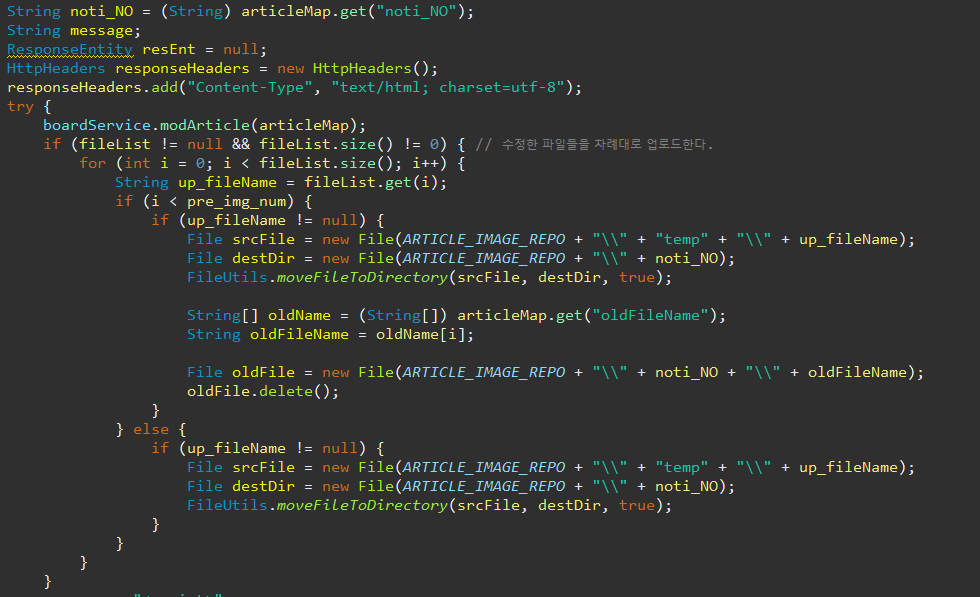 String noti_NO = (String) articleMap.get("noti_NO");
String message;
ResponseEntity resEnt = null;
HttpHeaders responseHeaders = new HttpHeaders();
responseHeaders.add("Content-Type", "text/html; charset=utf-8");
try {
boardService.modArticle(articleMap);
if (fileList != null && fileList.size() != 0) { // 수정한 파일들을 차례대로 업로드한다.
for (int i = 0; i < fileList.size(); i++) {
String up_fileName = fileList.get(i);
if (i < pre_img_num) {
if (up_fileName != null) {
File srcFile = new File(ARTICLE_IMAGE_REPO + "\\" + "temp" + "\\" + up_fileName);
File destDir = new File(ARTICLE_IMAGE_REPO + "\\" + noti_NO);
FileUtils.moveFileToDirectory(srcFile, destDir, true);
String[] oldName = (String[]) articleMap.get("oldFileName");
String oldFileName = oldName[i];
File oldFile = new File(ARTICLE_IMAGE_REPO + "\\" + noti_NO + "\\" + oldFileName);
oldFile.delete();
}
} else {
if (up_fileName != null) {
File srcFile = new File(ARTICLE_IMAGE_REPO + "\\" + "temp" + "\\" + up_fileName);
File destDir = new File(ARTICLE_IMAGE_REPO + "\\" + noti_NO);
FileUtils.moveFileToDirectory(srcFile, destDir, true);
}
}
}
}